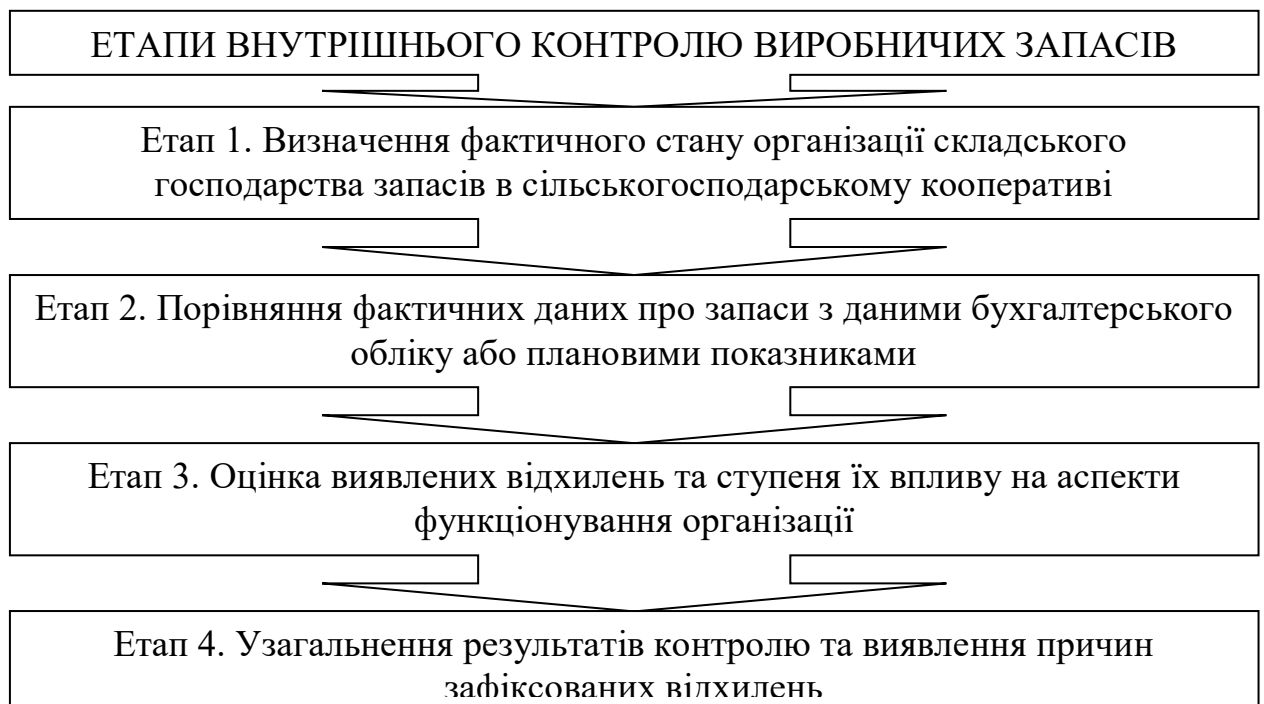 ЕТАПИ ВНУТРІШНЬОГО КОНТРОЛЮ ВИРОБНИЧИХ ЗАПАСІВ
Етап 1. Визначення фактичного стану організації складського
господарства запасів в сільськогосподарському кооперативі
Етап 2. Порівняння фактичних даних про запаси з даними бухгалтерського
обліку або плановими показниками
Етап 3. Оцінка виявлених відхилень та ступеня їх впливу на аспекти
функціонування організації
Етап 4. Узагальнення результатів контролю та виявлення причин
зафіксованих відхилень